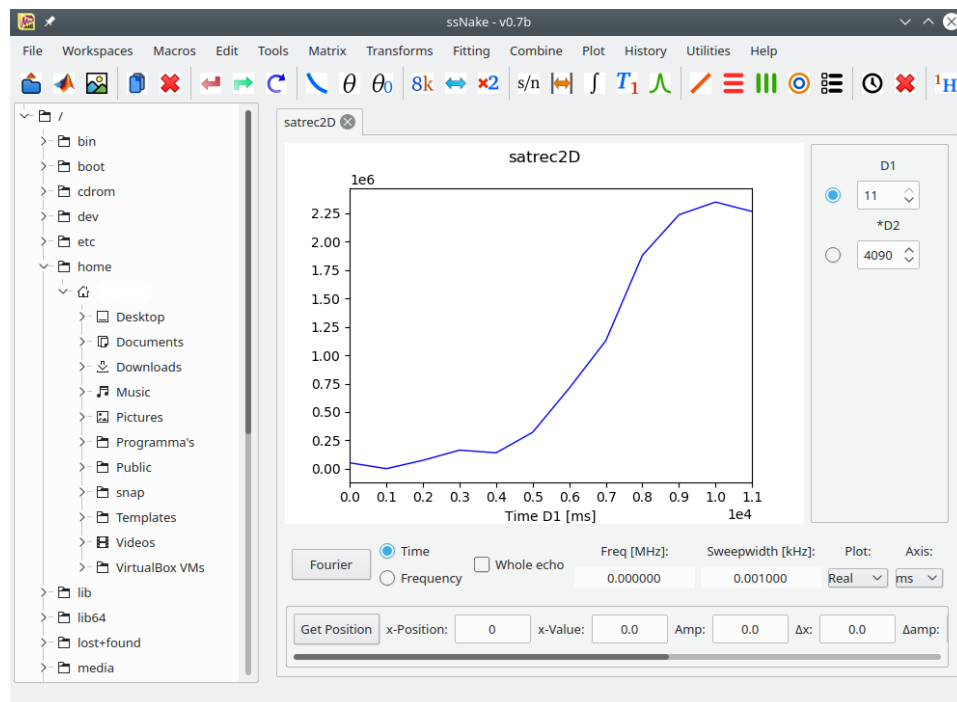 ssNake - v0.7b
File Workspaces Macros Edit Tools Matrix Transforms Fitting Combine Plot History Utilities Help
θ θ0 8k ×2 s/n ∫ T1 1H
/
bin
boot
cdrom
dev
etc
home
Desktop
Documents
Downloads
Music
Pictures
Programma's
Public
snap
Templates
Videos
VirtualBox VMs
lib
lib64
lost+found
media
satrec2D
satrec2D
1e6
2.25
2.00
1.75
1.50
1.25
1.00
0.75
0.50
0.25
0.00
0.0 0.1 0.2 0.3 0.4 0.5 0.6 0.7 0.8 0.9 1.0 1.1
Time D1 [ms] 1e4
D1
11
*D2
4090
Fourier
Time
Frequency
Whole echo
Freq [MHz]: Sweepwidth [kHz]: Plot: Axis:
0.000000 0.001000 Real ms
Get Position x-Position: 0 x-Value: 0.0 Amp: 0.0 Δx: 0.0 Δamp: